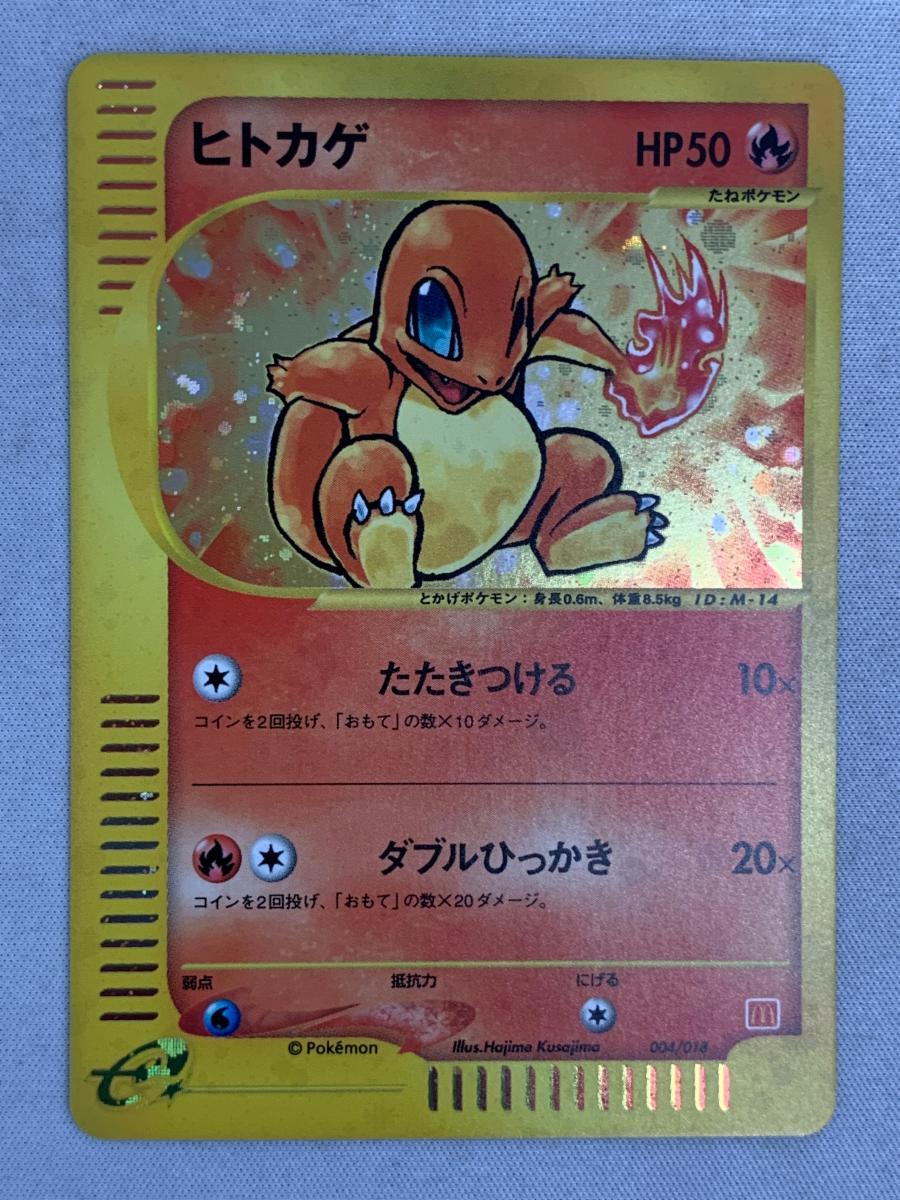 ヒトカゲ HP50
たねポケモン
とかげポケモン：身長0.6m、体重8.5kg ID:M-14
たたきつける 10×
コインを2回投げ、「おもて」の数×10ダメージ。
ダブルひっかき 20×
コインを2回投げ、「おもて」の数×20ダメージ。
弱点 抵抗力 にげる
©Pokémon Illus.Hajime Kusajima 004/018